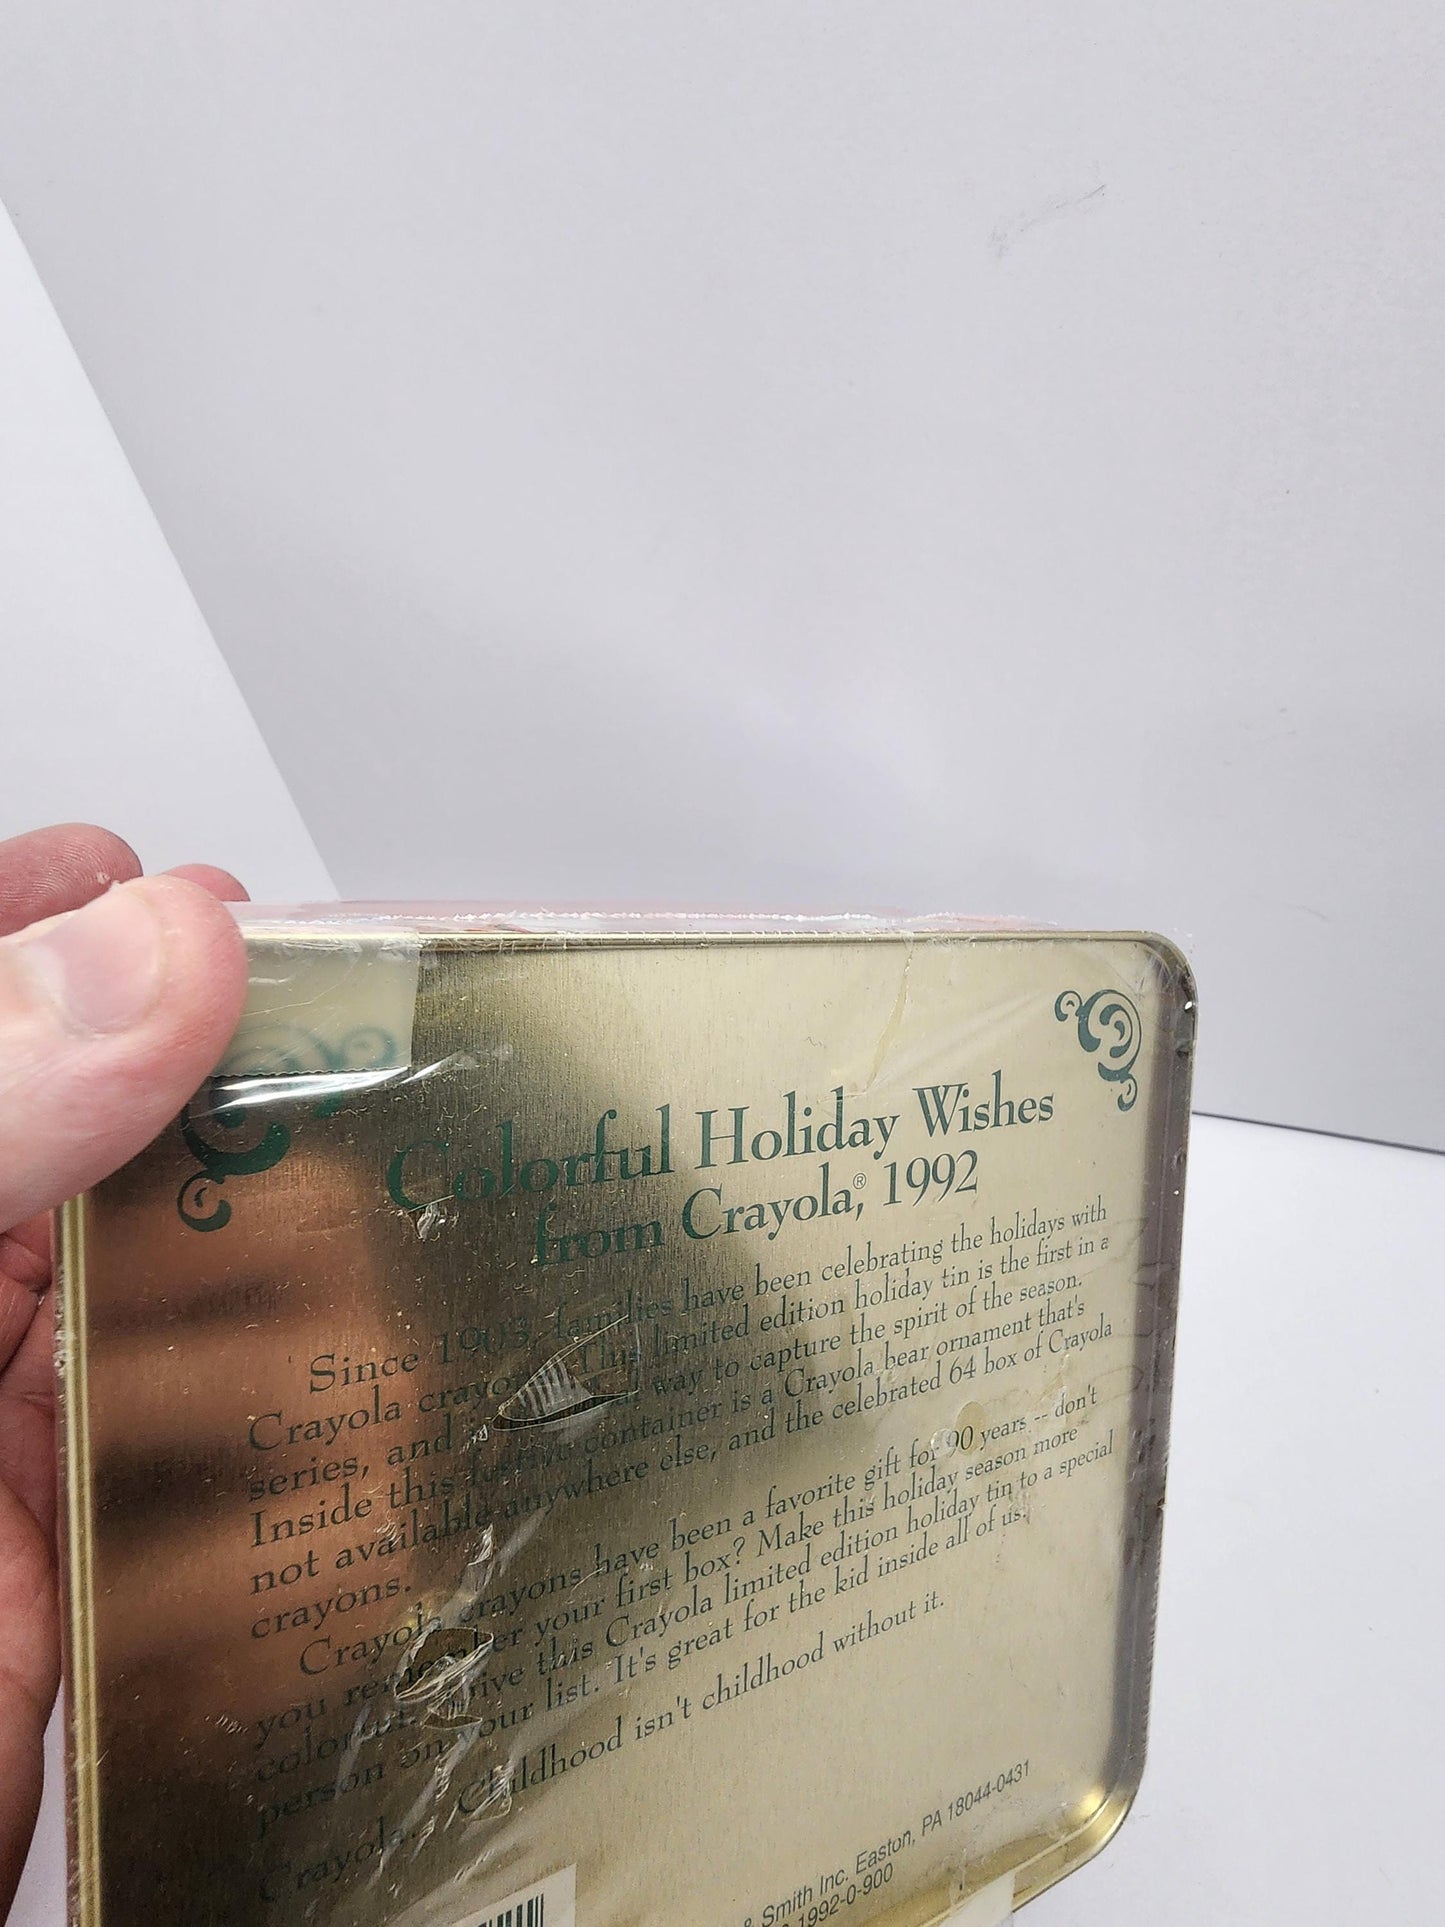 Colorful Holiday Wishes
from Crayola,® 1992
Since 1903, families have been celebrating the holidays with
Crayola crayons. This limited edition holiday tin is the first in a
series, and is way to capture the spirit of the season.
Inside this festive container is a Crayola bear ornament that's
not available anywhere else, and the celebrated 64 box of Crayola
crayons.
Crayola crayons have been a favorite gift for 90 years -- don't
you remember your first box? Make this holiday season more
colorful. Give this Crayola limited edition holiday tin to a special
person on your list. It's great for the kid inside all of us.
Crayola. Childhood isn't childhood without it.
& Smith Inc. Easton, PA 18044-0431
1992-0-900